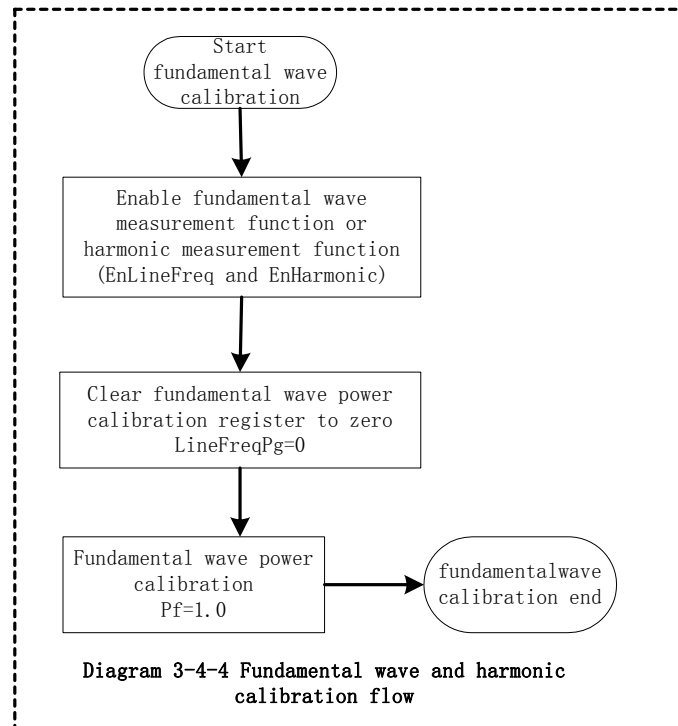 Start
fundamental wave
calibration
Enable fundamental wave
measurement function or
harmonic measurement function
(EnLineFreq and EnHarmonic)
Clear fundamental wave power
calibration register to zero
LineFreqPg=0
Fundamental wave power
calibration
Pf=1.0
fundamentalwave
calibration end
Diagram 3-4-4 Fundamental wave and harmonic
calibration flow